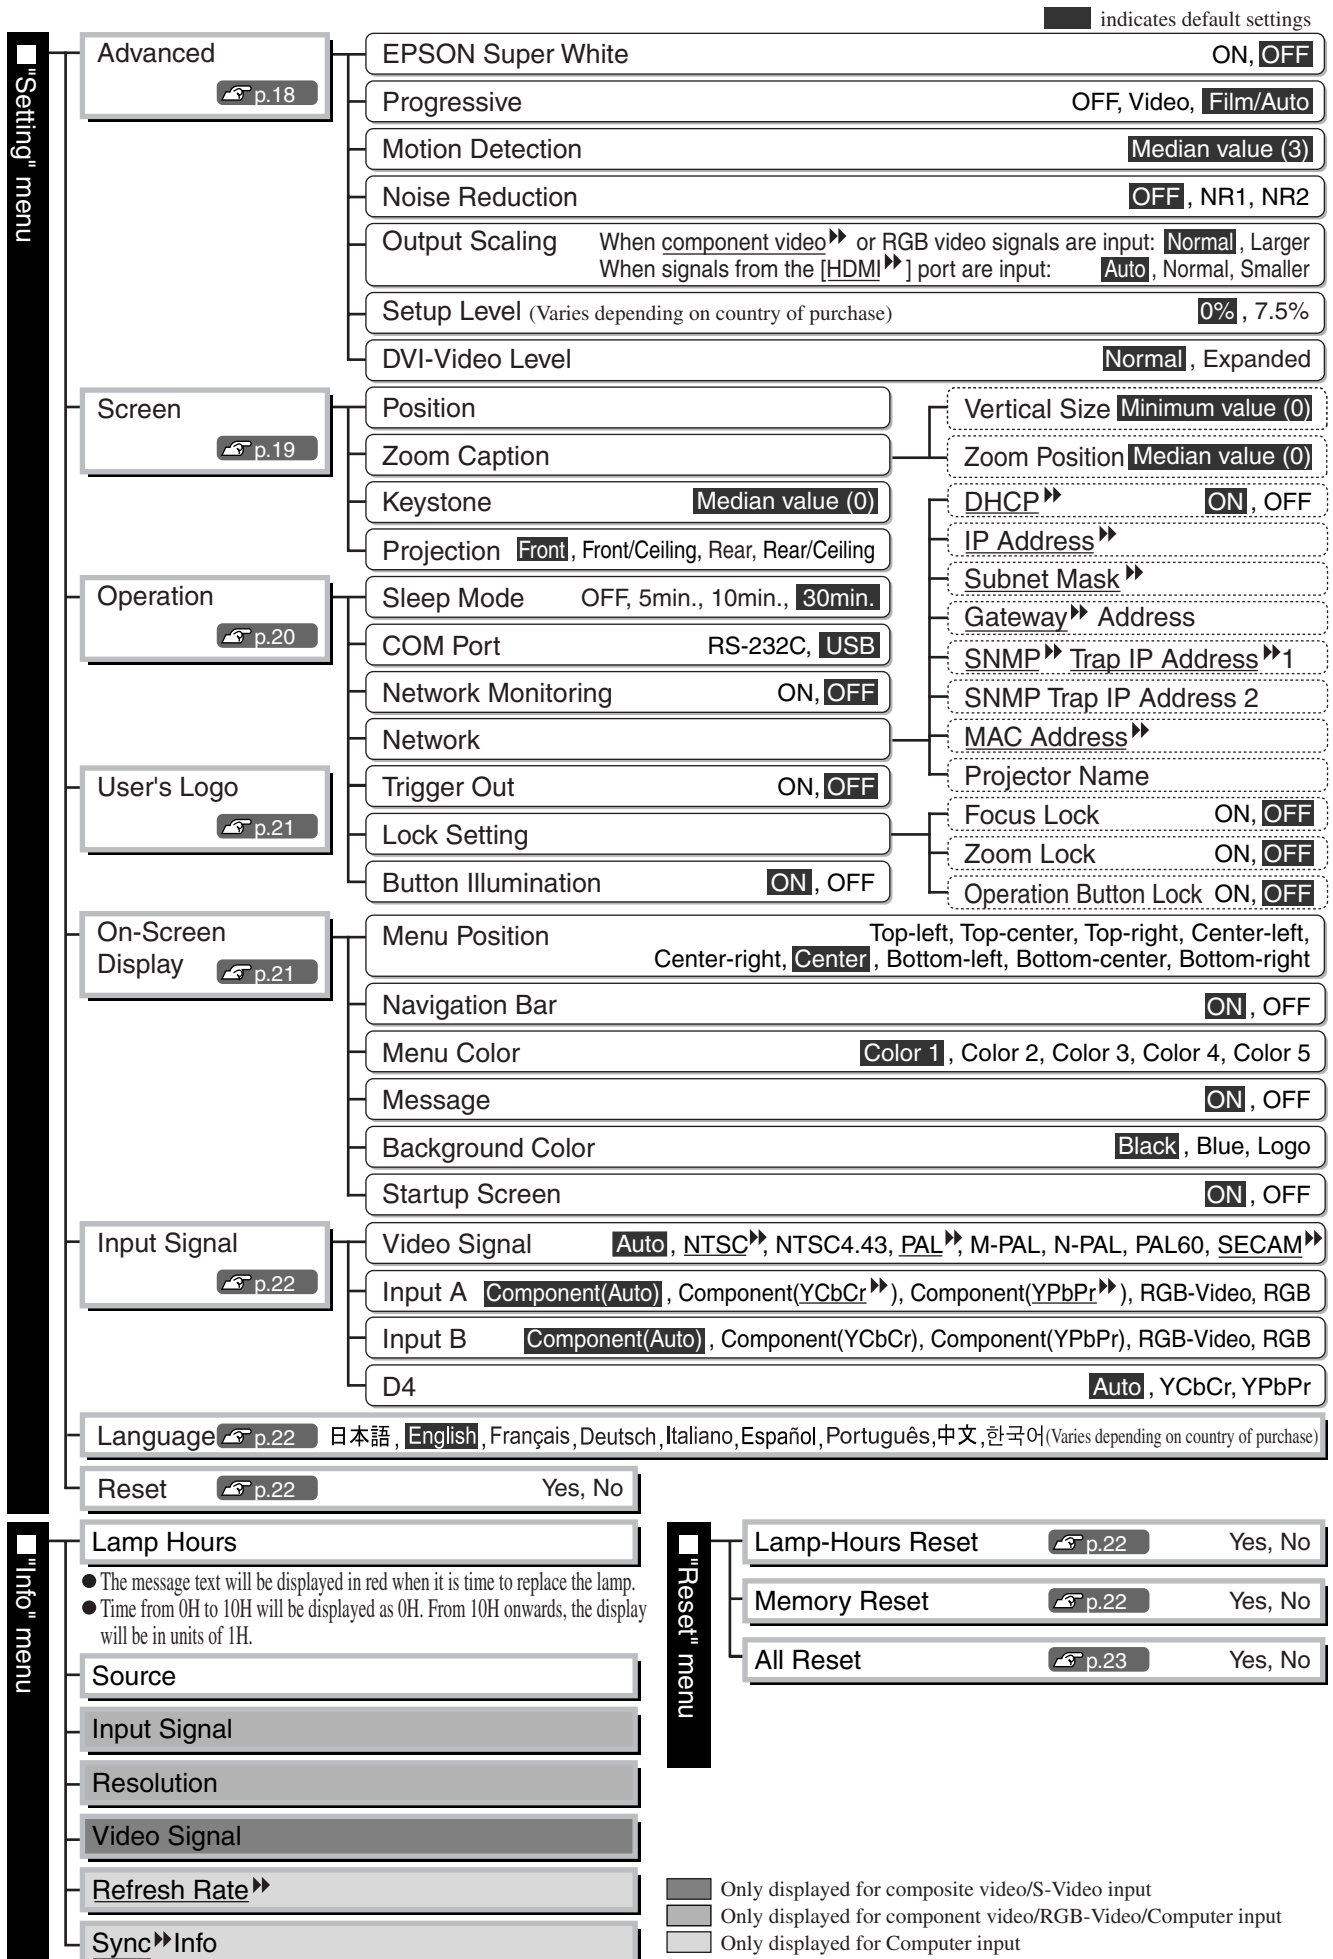 indicates default settings
"Setting" menu
Advanced
p.18
EPSON Super White ON, OFF
Progressive OFF, Video, Film/Auto
Motion Detection Median value (3)
Noise Reduction OFF, NR1, NR2
Output Scaling When component video or RGB video signals are input: Normal, Larger
When signals from the [HDMI] port are input: Auto, Normal, Smaller
Setup Level (Varies depending on country of purchase) 0%, 7.5%
DVI-Video Level Normal, Expanded
Screen
p.19
Position
Zoom Caption
Vertical Size Minimum value (0)
Zoom Position Median value (0)
Keystone Median value (0)
Projection Front, Front/Ceiling, Rear, Rear/Ceiling
Operation
p.20
Sleep Mode OFF, 5min., 10min., 30min.
COM Port RS-232C, USB
Network Monitoring ON, OFF
Network
DHCP ON, OFF
IP Address
Subnet Mask
Gateway Address
SNMP Trap IP Address 1
SNMP Trap IP Address 2
MAC Address
Projector Name
Trigger Out ON, OFF
Lock Setting
Focus Lock ON, OFF
Zoom Lock ON, OFF
Operation Button Lock ON, OFF
Button Illumination ON, OFF
User's Logo
p.21
On-Screen
Display p.21
Menu Position Top-left, Top-center, Top-right, Center-left,
Center-right, Center, Bottom-left, Bottom-center, Bottom-right
Navigation Bar ON, OFF
Menu Color Color 1, Color 2, Color 3, Color 4, Color 5
Message ON, OFF
Background Color Black, Blue, Logo
Startup Screen ON, OFF
Input Signal
p.22
Video Signal Auto, NTSC, NTSC4.43, PAL, M-PAL, N-PAL, PAL60, SECAM
Input A Component(Auto), Component(YCbCr), Component(YPbPr), RGB-Video, RGB
Input B Component(Auto), Component(YCbCr), Component(YPbPr), RGB-Video, RGB
D4 Auto, YCbCr, YPbPr
Language p.22 日本語, English, Français, Deutsch, Italiano, Español, Português, 中文, 한국어 (Varies depending on country of purchase)
Reset p.22 Yes, No
"Info" menu
Lamp Hours
● The message text will be displayed in red when it is time to replace the lamp.
● Time from 0H to 10H will be displayed as 0H. From 10H onwards, the display
will be in units of 1H.
Source
Input Signal
Resolution
Video Signal
Refresh Rate
Sync Info
"Reset" menu
Lamp-Hours Reset p.22 Yes, No
Memory Reset p.22 Yes, No
All Reset p.23 Yes, No
Only displayed for composite video/S-Video input
Only displayed for component video/RGB-Video/Computer input
Only displayed for Computer input